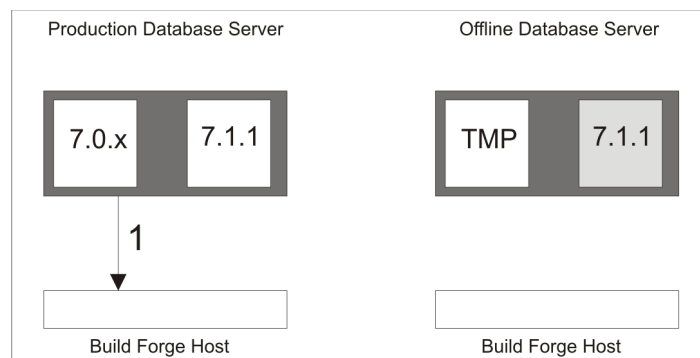 Production Database Server
Offline Database Server
7.0.x
7.1.1
TMP
7.1.1
1
Build Forge Host
Build Forge Host